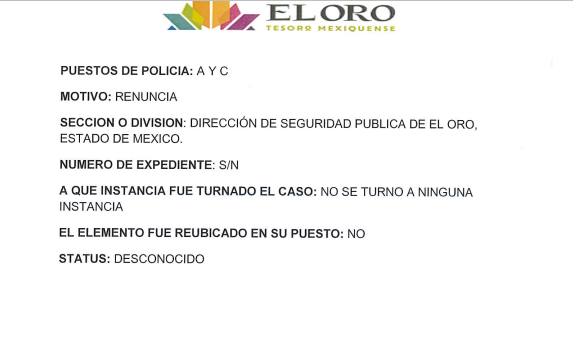 EL ORO
TESORO MEXIQUENSE
PUESTOS DE POLICIA: A Y C
MOTIVO: RENUNCIA
SECCION O DIVISION: DIRECCIÓN DE SEGURIDAD PUBLICA DE EL ORO,
ESTADO DE MEXICO.
NUMERO DE EXPEDIENTE: S/N
A QUE INSTANCIA FUE TURNADO EL CASO: NO SE TURNO A NINGUNA
INSTANCIA
EL ELEMENTO FUE REUBICADO EN SU PUESTO: NO
STATUS: DESCONOCIDO